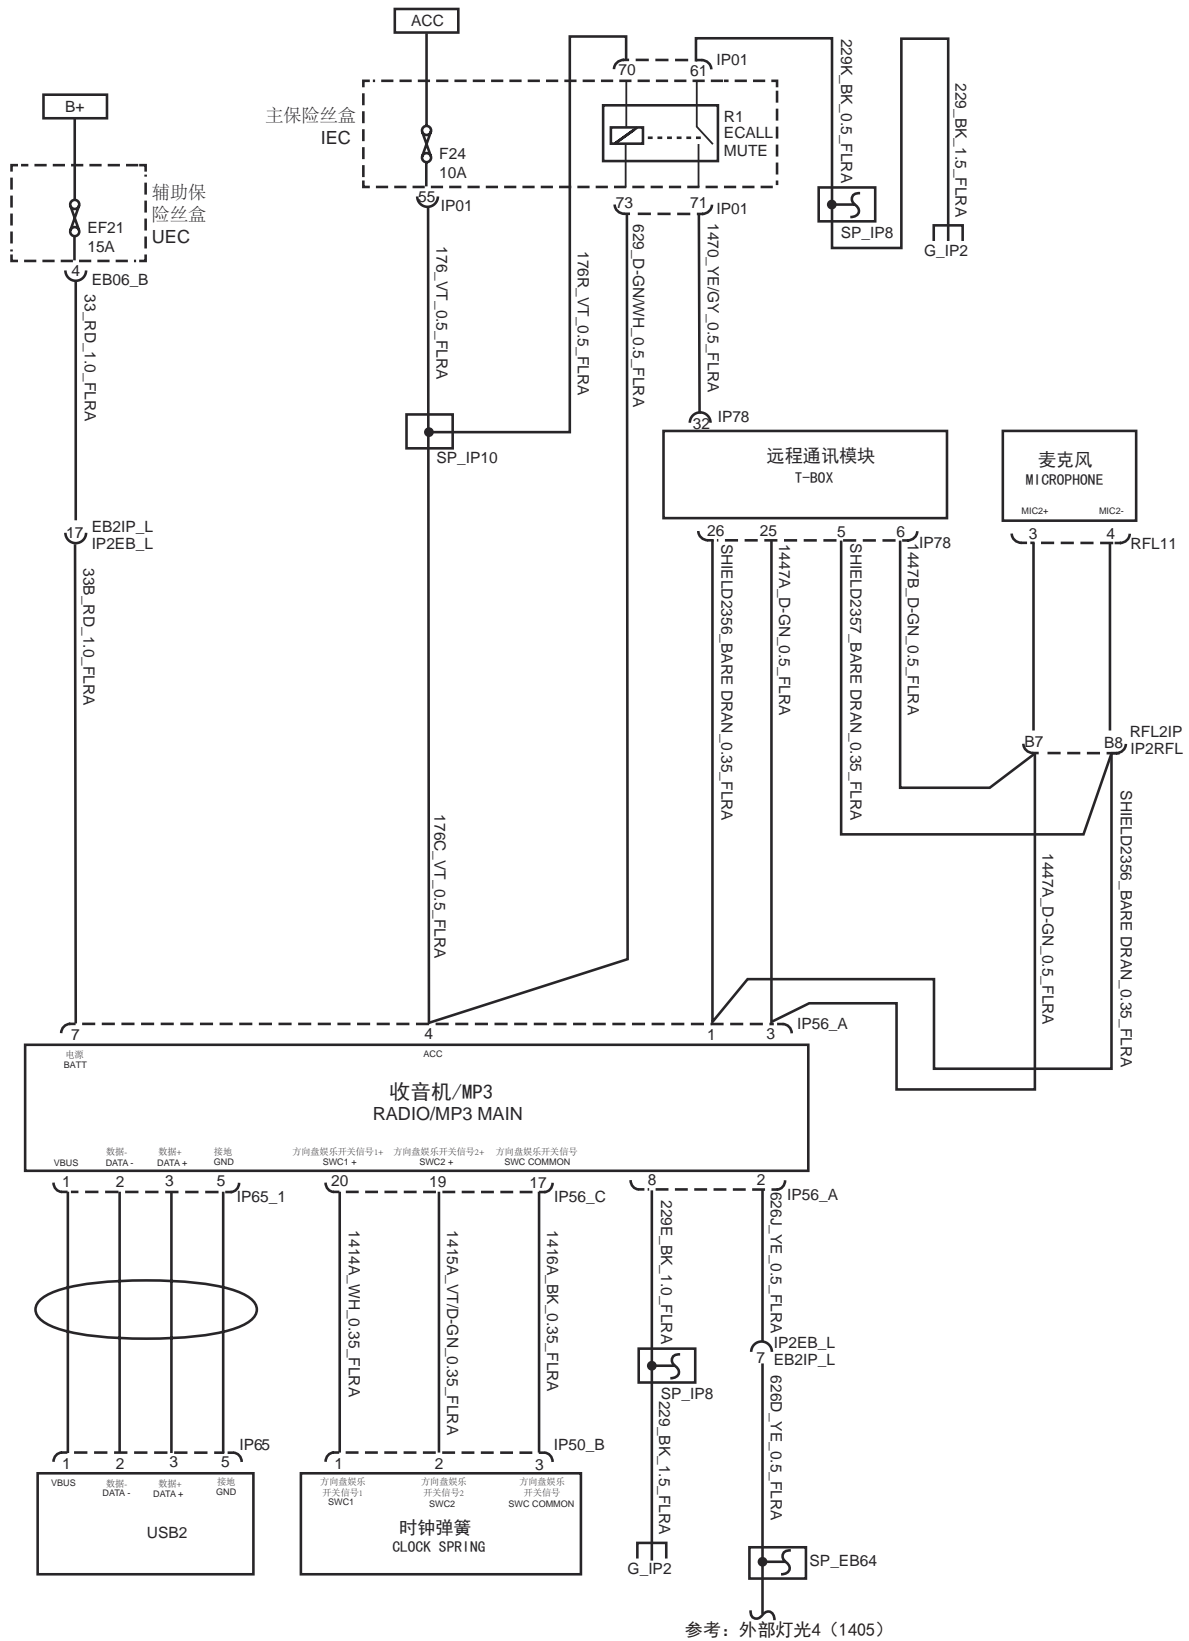 ACC
B+
主保险丝盒
IEC
F24
10A
55
IP01
70
61
IP01
R1
ECALL
MUTE
73
71
IP01
229K_BK_0.5_FLRA
229_BK_1.5_FLRA
SP_IP8
G_IP2
辅助保
险丝盒
UEC
EF21
15A
4
EB06_B
33_RD_1.0_FLRA
176_VT_0.5_FLRA
176R_VT_0.5_FLRA
629_D-GN/WH_0.5_FLRA
1470_YE/GY_0.5_FLRA
SP_IP10
32
IP78
远程通讯模块
T-BOX
麦克风
MICROPHONE
MIC2+
MIC2-
17
EB2IP_L
IP2EB_L
26
25
5
6
IP78
3
4
RFL11
33B_RD_1.0_FLRA
SHIELD2356_BARE DRAN_0.35_FLRA
1447A_D-GN_0.5_FLRA
SHIELD2357_BARE DRAN_0.35_FLRA
1447B_D-GN_0.5_FLRA
B7
B8
RFL2IP
IP2RFL
176C_VT_0.5_FLRA
1447A_D-GN_0.5_FLRA
SHIELD2356_BARE DRAN_0.35_FLRA
7
4
1
3
IP56_A
电源
BATT
ACC
收音机/MP3
RADIO/MP3 MAIN
VBUS
数据-
DATA -
数据+
DATA +
接地
GND
方向盘娱乐开关信号1+
SWC1 +
方向盘娱乐开关信号2+
SWC2 +
方向盘娱乐开关信号
SWC COMMON
1
2
3
5
IP65_1
20
19
17
IP56_C
8
2
IP56_A
1414A_WH_0.35_FLRA
1415A_VT/D-GN_0.35_FLRA
1416A_BK_0.35_FLRA
229E_BK_1.0_FLRA
626J_YE_0.5_FLRA
IP2EB_L
7
EB2IP_L
SP_IP8
229_BK_1.5_FLRA
626D_YE_0.5_FLRA
1
2
3
5
IP65
1
2
3
IP50_B
VBUS
数据-
DATA -
数据+
DATA +
接地
GND
USB2
方向盘娱乐
开关信号1
SWC1
方向盘娱乐
开关信号2
SWC2
方向盘娱乐
开关信号
SWC COMMON
时钟弹簧
CLOCK SPRING
G_IP2
SP_EB64
参考：外部灯光4（1405）